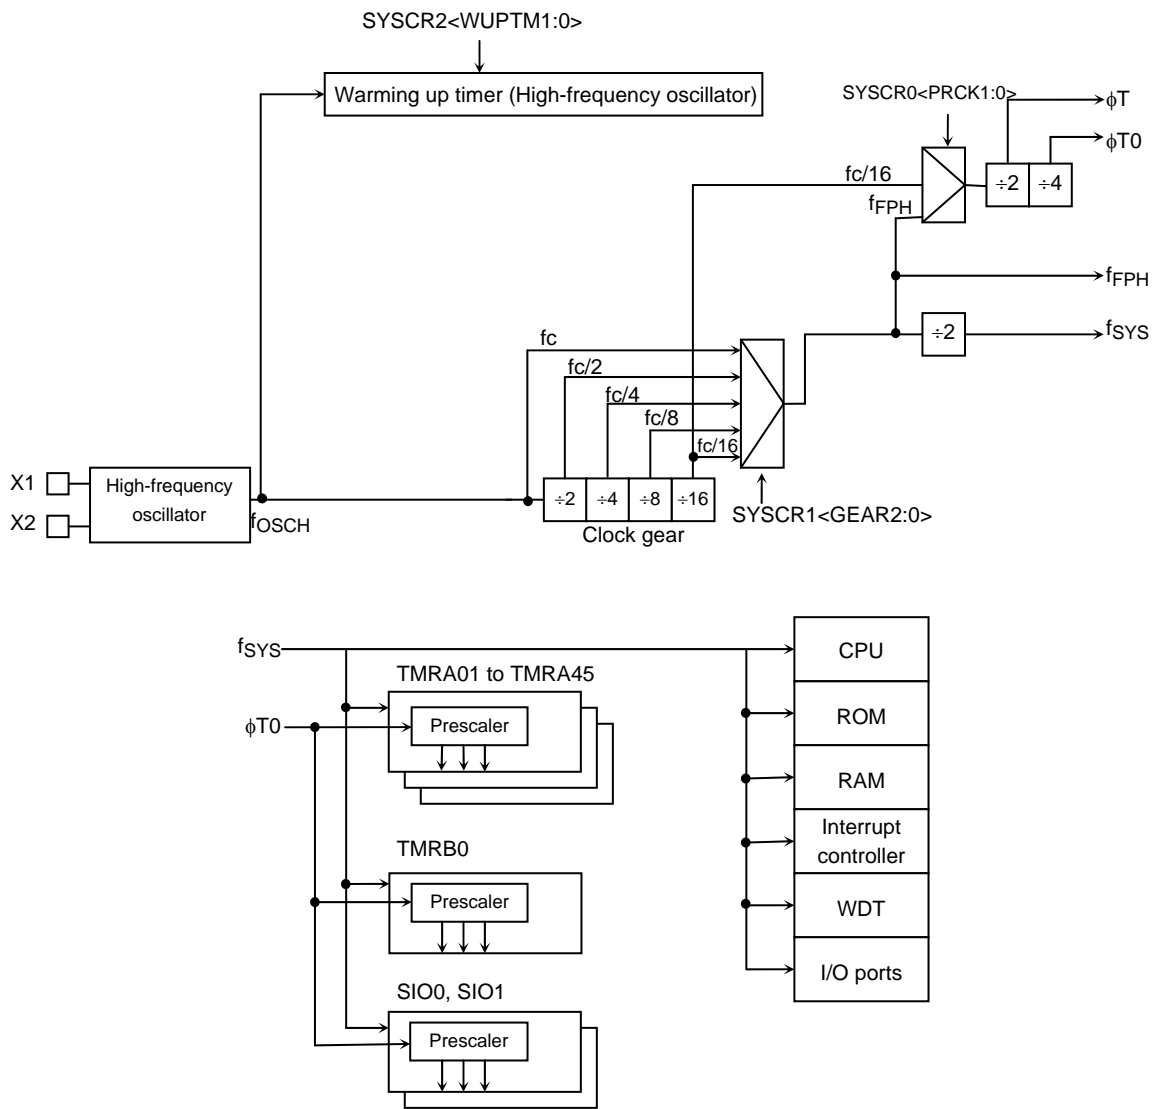 SYSCR2<WUPTM1:0>
Warming up timer (High-frequency oscillator)
SYSCR0<PRCK1:0>
ϕT
ϕT0
fc/16
÷2
÷4
fFPH
fFPH
fSYS
÷2
fc
fc/2
fc/4
fc/8
fc/16
X1
X2
High-frequency
oscillator
fOSCH
÷2
÷4
÷8
÷16
Clock gear
SYSCR1<GEAR2:0>
fSYS
ϕT0
TMRA01 to TMRA45
Prescaler
TMRB0
Prescaler
SIO0, SIO1
Prescaler
CPU
ROM
RAM
Interrupt
controller
WDT
I/O ports